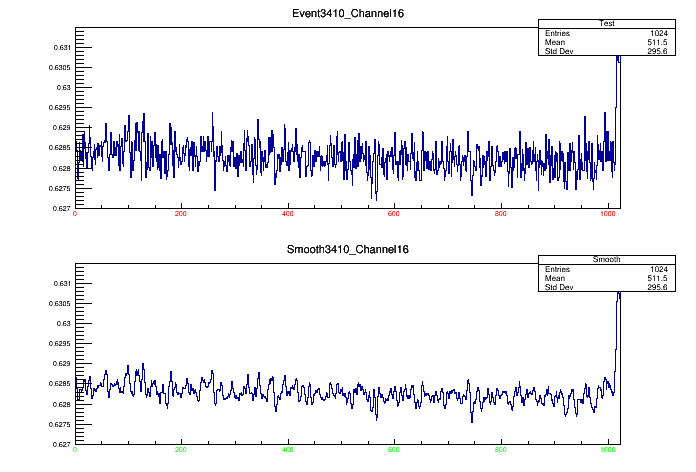 Event3410_Channel16
Test
Entries 1024
Mean 511.5
Std Dev 295.6
0.631
0.6305
0.63
0.6295
0.629
0.6285
0.628
0.6275
0.627
0 200 400 600 800 1000
Smooth3410_Channel16
Smooth
Entries 1024
Mean 511.5
Std Dev 295.6
0.631
0.6305
0.63
0.6295
0.629
0.6285
0.628
0.6275
0.627
0 200 400 600 800 1000